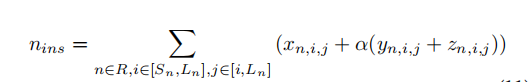 n_{ins} = \sum_{n \in R, i \in [S_n, L_n], j \in [i, L_n]} (x_{n,i,j} + \alpha(y_{n,i,j} + z_{n,i,j}))